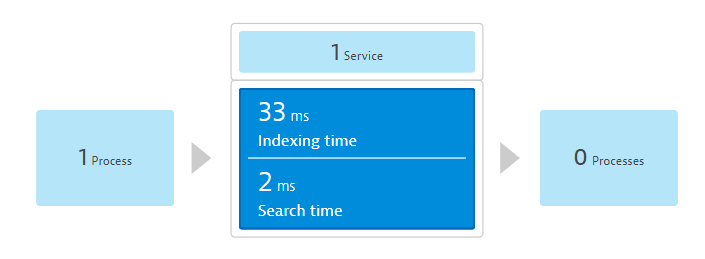 1 Service
33 ms
Indexing time
1 Process
0 Processes
2 ms
Search time